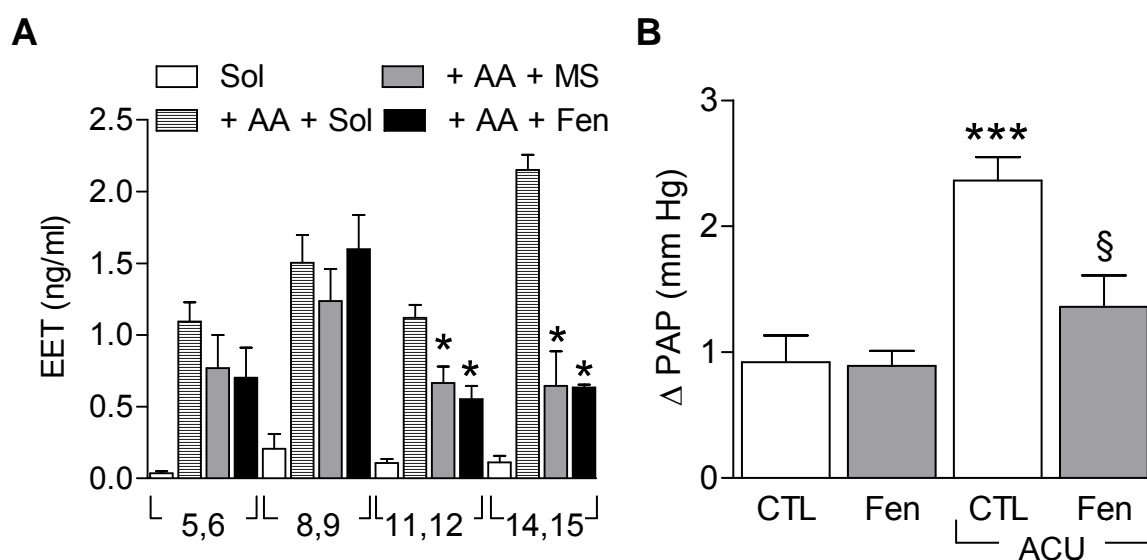 A
Sol
+ AA + MS
+ AA + Sol
+ AA + Fen
2.5
2.0
1.5
1.0
0.5
0.0
EET (ng/ml)
* * * *
5,6 8,9 11,12 14,15
B
3
2
1
0
Δ PAP (mm Hg)
***
§
CTL Fen CTL Fen
ACU